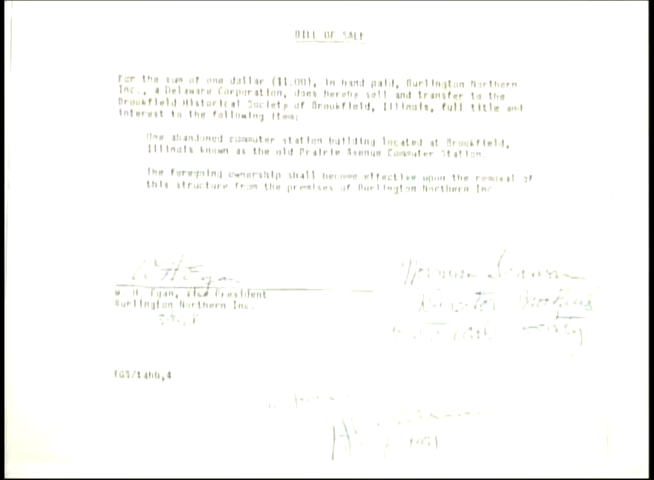 BILL OF SALE
For the sum of one dollar ($1.00), in hand paid, Burlington Northern
Inc., a Delaware Corporation, does hereby sell and transfer to the
Brookfield Historical Society of Brookfield, Illinois, full title and
interest to the following item:
One abandoned commuter station building located at Brookfield,
Illinois known as the old Prairie Avenue Commuter Station.
The foregoing ownership shall become effective upon the removal of
this structure from the premises of Burlington Northern Inc
W H Egan
W. H. Egan, Vice President
Burlington Northern Inc.
Norman
Director